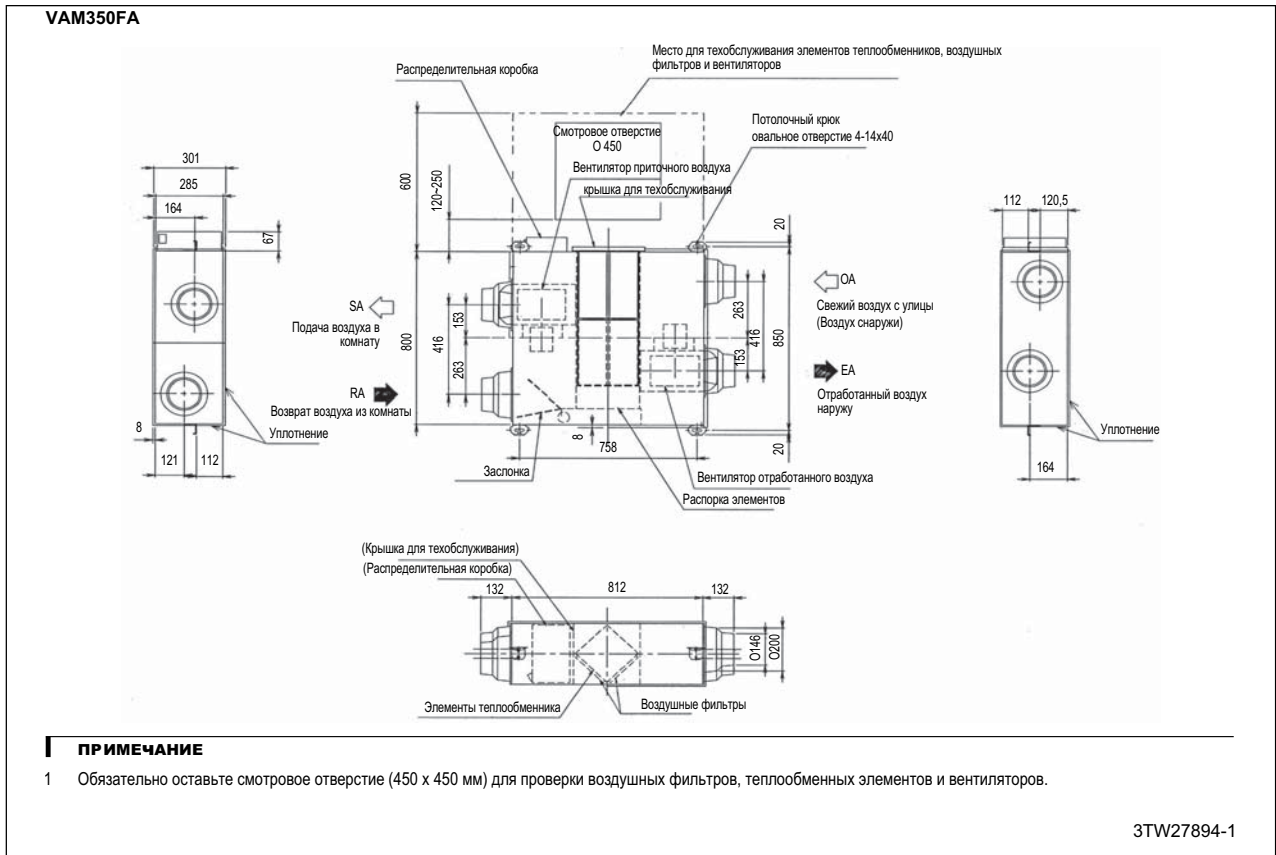 VAM350FA
Место для техобслуживания элементов теплообменников, воздушных
фильтров и вентиляторов
Распределительная коробка
Потолочный крюк
овальное отверстие 4-14x40
Смотровое отверстие
O 450
Вентилятор приточного воздуха
крышка для техобслуживания
301
285
164
67
600
120~250
20
112
120,5
SA
Подача воздуха в
комнату
RA
Возврат воздуха из комнаты
Уплотнение
8
121
112
800
416
153
263
OA
Свежий воздух с улицы
(Воздух снаружи)
263
153
416
850
EA
Отработанный воздух
наружу
Уплотнение
164
8
758
20
Заслонка
Вентилятор отработанного воздуха
Распорка элементов
(Крышка для техобслуживания)
(Распределительная коробка)
132
812
132
O146
O200
Элементы теплообменника
Воздушные фильтры
ПРИМЕЧАНИЕ
1 Обязательно оставьте смотровое отверстие (450 x 450 мм) для проверки воздушных фильтров, теплообменных элементов и вентиляторов.
3TW27894-1